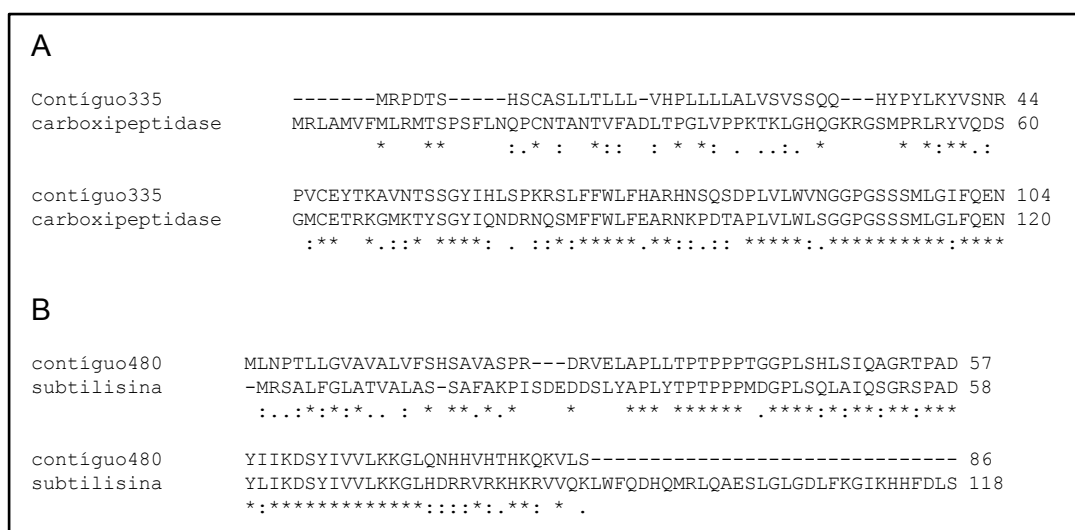 A
Contíguo335 -------MRPDTS-----HSCASLLTLLL-VHPLLLLALVSVSSQQ---HYPYLKYVSNR 44
carboxipeptidase MRLAMVFMLRMTSPSFLNQPCNTANTVFADLTPGLVPPKTKLGHQGKRGSMPRLRYVQDS 60
* ** :.* : *:: : * *: . ..:. * * *:**.:
contíguo335 PVCEYTKAVNTSSGYIHLSPKRSLFFWLFHARHNSQSDPLVLWVNGGPGSSSMLGIFQEN 104
carboxipeptidase GMCETRKGMKTYSGYIQNDRNQSMFFWLFEARNKPDTAPLVLWLSGGPGSSSMLGLFQEN 120
:** *.::* ****: . ::*:*****.**::.:: *****:.**********:****
B
contíguo480 MLNPTLLGVAVALVFSHSAVASPR---DRVELAPLLTPTPPPTGGPLSHLSIQAGRTPAD 57
subtilisina -MRSALFGLATVALAS--SAFAKPISDEDDSLYAPLYTPTPPPMDGPLSQLAIQSGRSPAD 58
:..:*:*:*.. : * **.*.* * *** ****** .****:*:**:**:***
contíguo480 YIIKDSYIVVLKKGLQNHHVHTHKQKVLS------------------------------- 86
subtilisina YLIKDSYIVVLKKGLHDRRVRKHKRVVQKLWFQDHQMRLQAESLGLGDLFKGIKHHFDLS 118
*:*************::::*:.**: * .